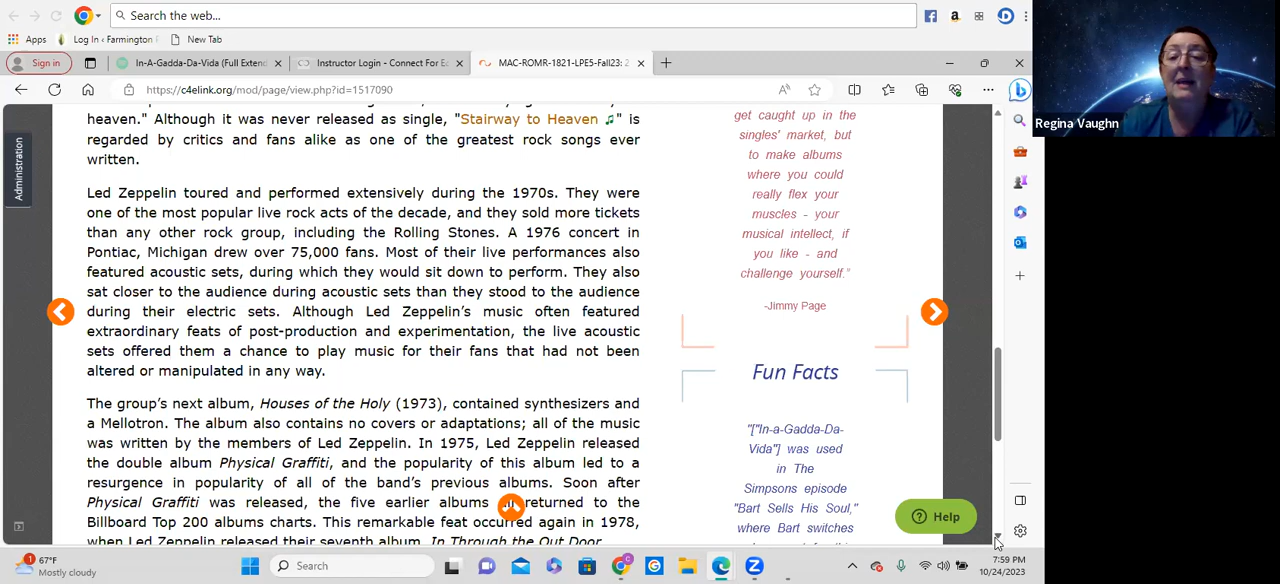 Search the web...
Apps
Log In ‹ Farmington
New Tab
Sign in
In-A-Gadda-Da-Vida (Full Extend
Instructor Login - Connect For Ed
MAC-ROMR-1821-LPE5-Fall23: 2
https://c4elink.org/mod/page/view.php?id=1517090
Regina Vaughn
Administration
heaven." Although it was never released as single, "Stairway to Heaven ♫" is
regarded by critics and fans alike as one of the greatest rock songs ever
written.
Led Zeppelin toured and performed extensively during the 1970s. They were
one of the most popular live rock acts of the decade, and they sold more tickets
than any other rock group, including the Rolling Stones. A 1976 concert in
Pontiac, Michigan drew over 75,000 fans. Most of their live performances also
featured acoustic sets, during which they would sit down to perform. They also
sat closer to the audience during acoustic sets than they stood to the audience
during their electric sets. Although Led Zeppelin's music often featured
extraordinary feats of post-production and experimentation, the live acoustic
sets offered them a chance to play music for their fans that had not been
altered or manipulated in any way.
The group's next album, Houses of the Holy (1973), contained synthesizers and
a Mellotron. The album also contains no covers or adaptations; all of the music
was written by the members of Led Zeppelin. In 1975, Led Zeppelin released
the double album Physical Graffiti, and the popularity of this album led to a
resurgence in popularity of all of the band's previous albums. Soon after
Physical Graffiti was released, the five earlier albums all returned to the
Billboard Top 200 albums charts. This remarkable feat occurred again in 1978,
when Led Zeppelin released their seventh album, In Through the Out Door.
get caught up in the
singles' market, but
to make albums
where you could
really flex your
muscles - your
musical intellect, if
you like - and
challenge yourself."
-Jimmy Page
Fun Facts
"["In-a-Gadda-Da-
Vida"] was used
in The
Simpsons episode
"Bart Sells His Soul,"
where Bart switches
Help
67°F
Mostly cloudy
Search
7:59 PM
10/24/2023